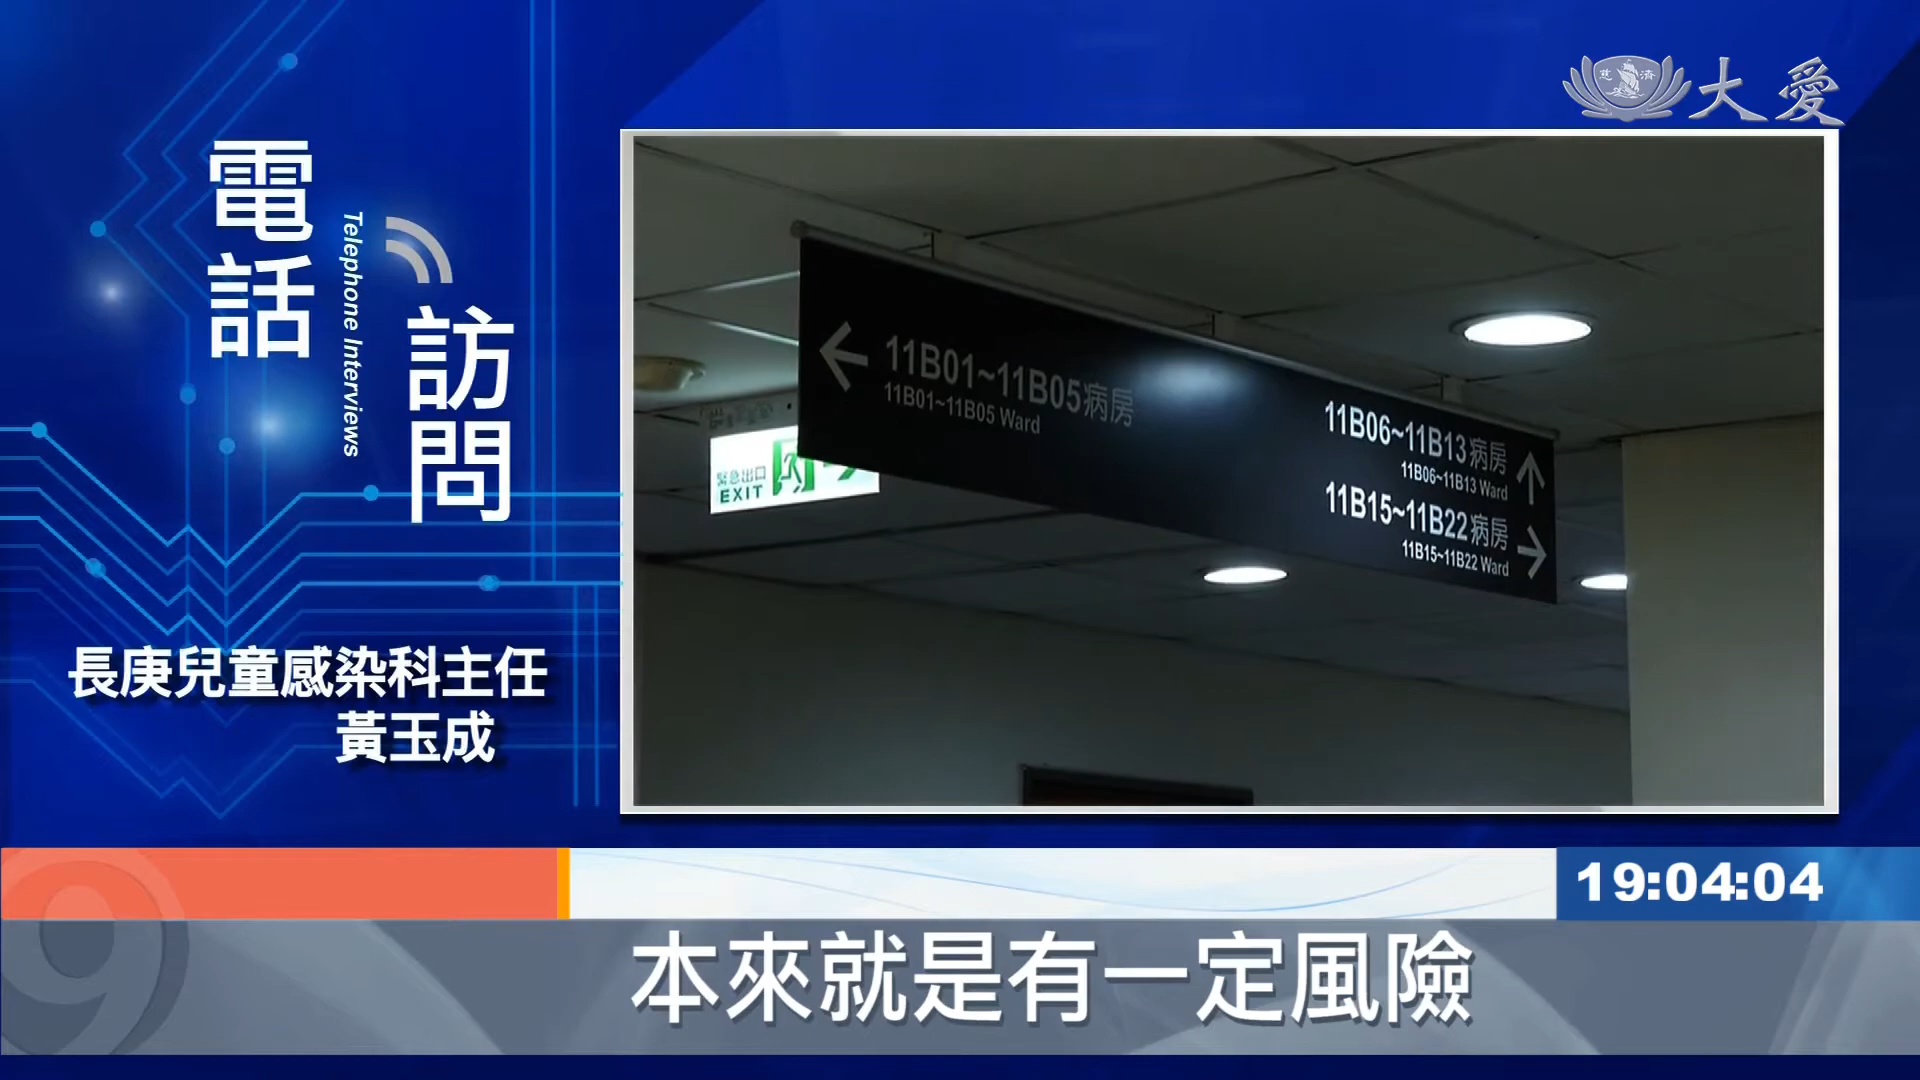 慈濟
大愛
電話
Telephone Interviews
訪問
11B01~11B05病房
11B01~11B05 Ward
11B06~11B13病房
11B06~11B13 Ward
11B15~11B22病房
11B15~11B22 Ward
緊急出口
EXIT
長庚兒童感染科主任
黃玉成
19:04:04
9
本來就是有一定風險